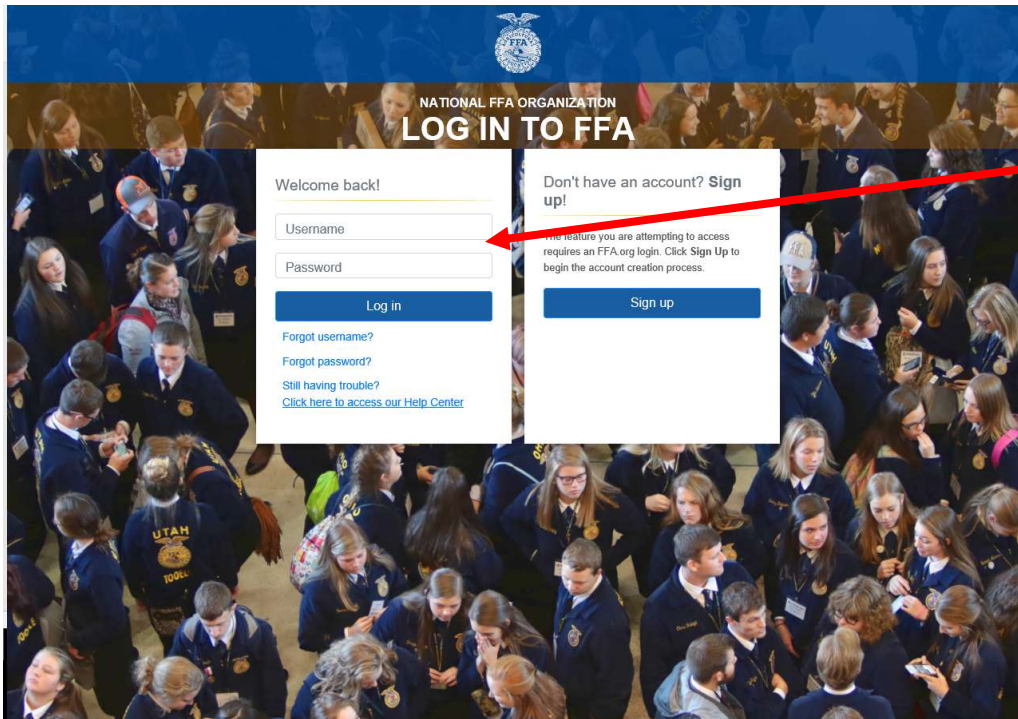 FFA
NATIONAL FFA ORGANIZATION
LOG IN TO FFA
Welcome back!
Username
Password
Log in
Forgot username?
Forgot password?
Still having trouble?
Click here to access our Help Center
Don't have an account? Sign
up!
The feature you are attempting to access
requires an FFA.org login. Click Sign Up to
begin the account creation process.
Sign up
UTAH